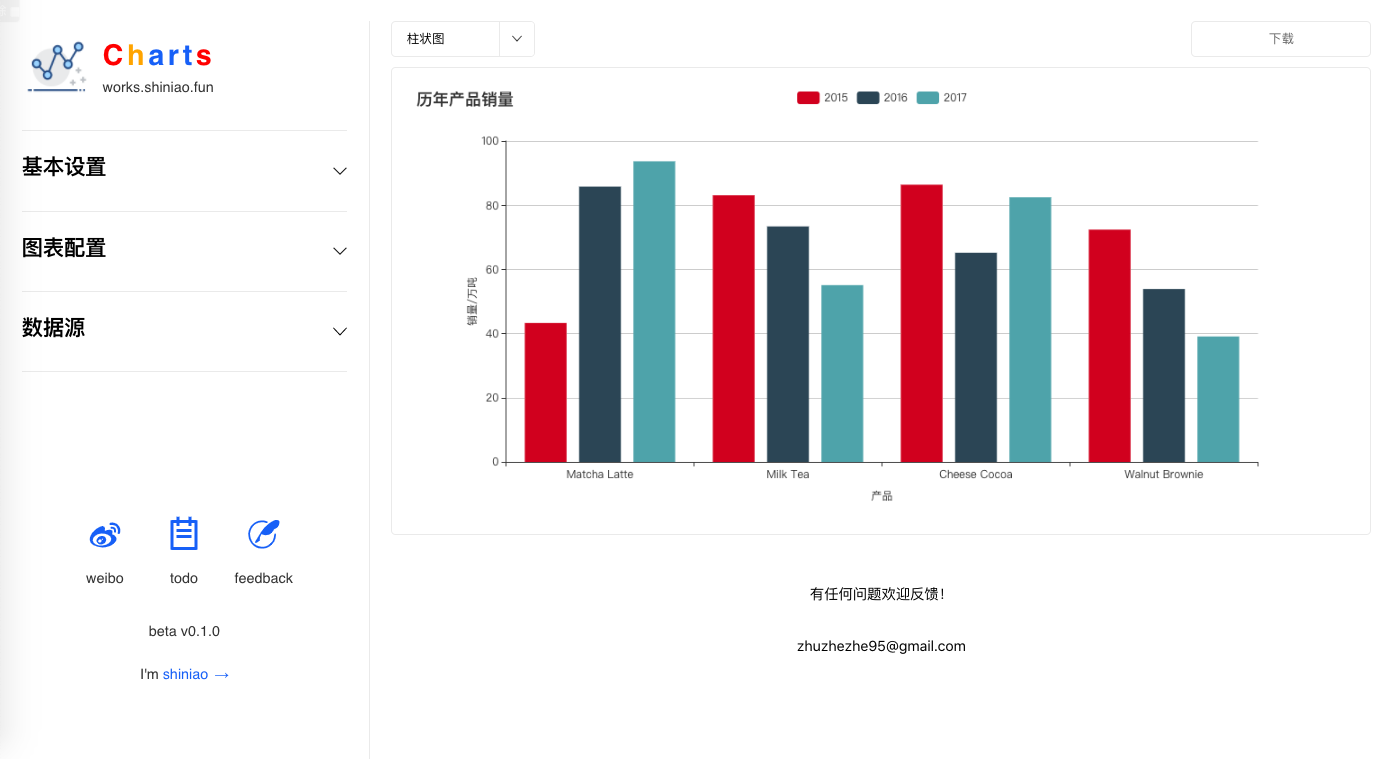 Charts
works.shiniao.fun
基本设置
图表配置
数据源
weibo
todo
feedback
beta v0.1.0
I'm shiniao →
柱状图
下载
历年产品销量
2015 2016 2017
销量/万吨
100
80
60
40
20
0
Matcha Latte Milk Tea Cheese Cocoa Walnut Brownie
产品
有任何问题欢迎反馈！
zhuzhezhe95@gmail.com